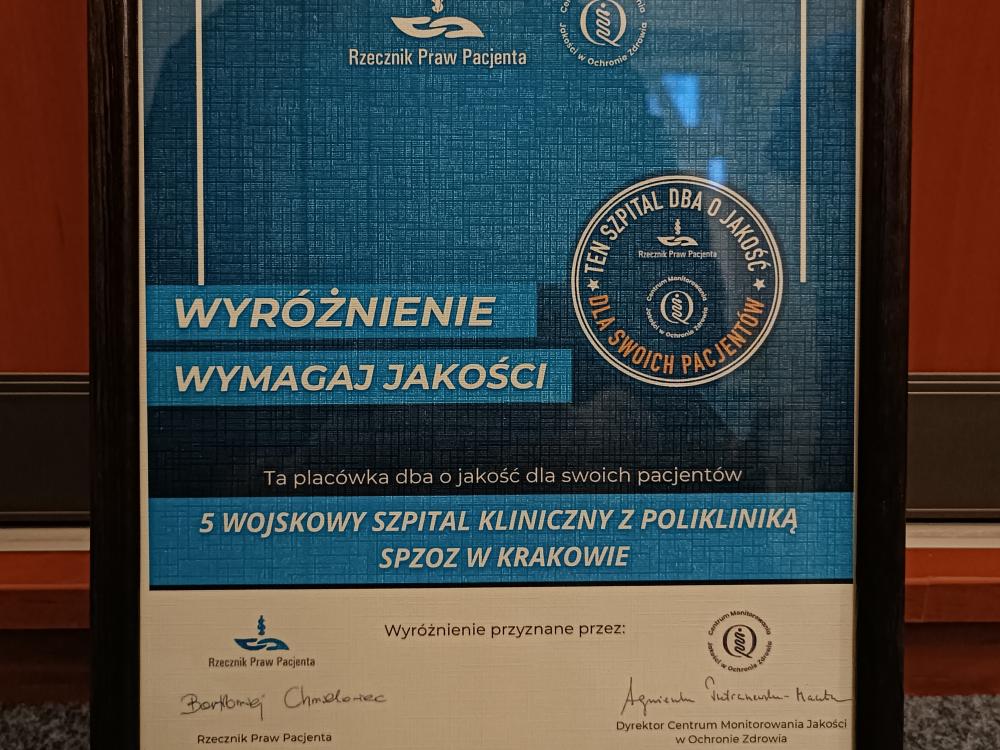 Rzecznik Praw Pacjenta
Jakości w Ochronie Zdrowia
TEN SZPITAL DBA O JAKOŚĆ
Rzecznik Praw Pacjenta
Centrum Monitorowania
Jakości w Ochronie Zdrowia
DLA SWOICH PACJENTÓW
WYRÓŻNIENIE
WYMAGAJ JAKOŚCI
Ta placówka dba o jakość dla swoich pacjentów
5 WOJSKOWY SZPITAL KLINICZNY Z POLIKLINIKĄ
SPZOZ W KRAKOWIE
Wyróżnienie przyznane przez:
Rzecznik Praw Pacjenta
Centrum Monitorowania
Jakości w Ochronie Zdrowia
Bartłomiej Chmielowiec
Agnieszka
Rzecznik Praw Pacjenta
Dyrektor Centrum Monitorowania Jakości
w Ochronie Zdrowia